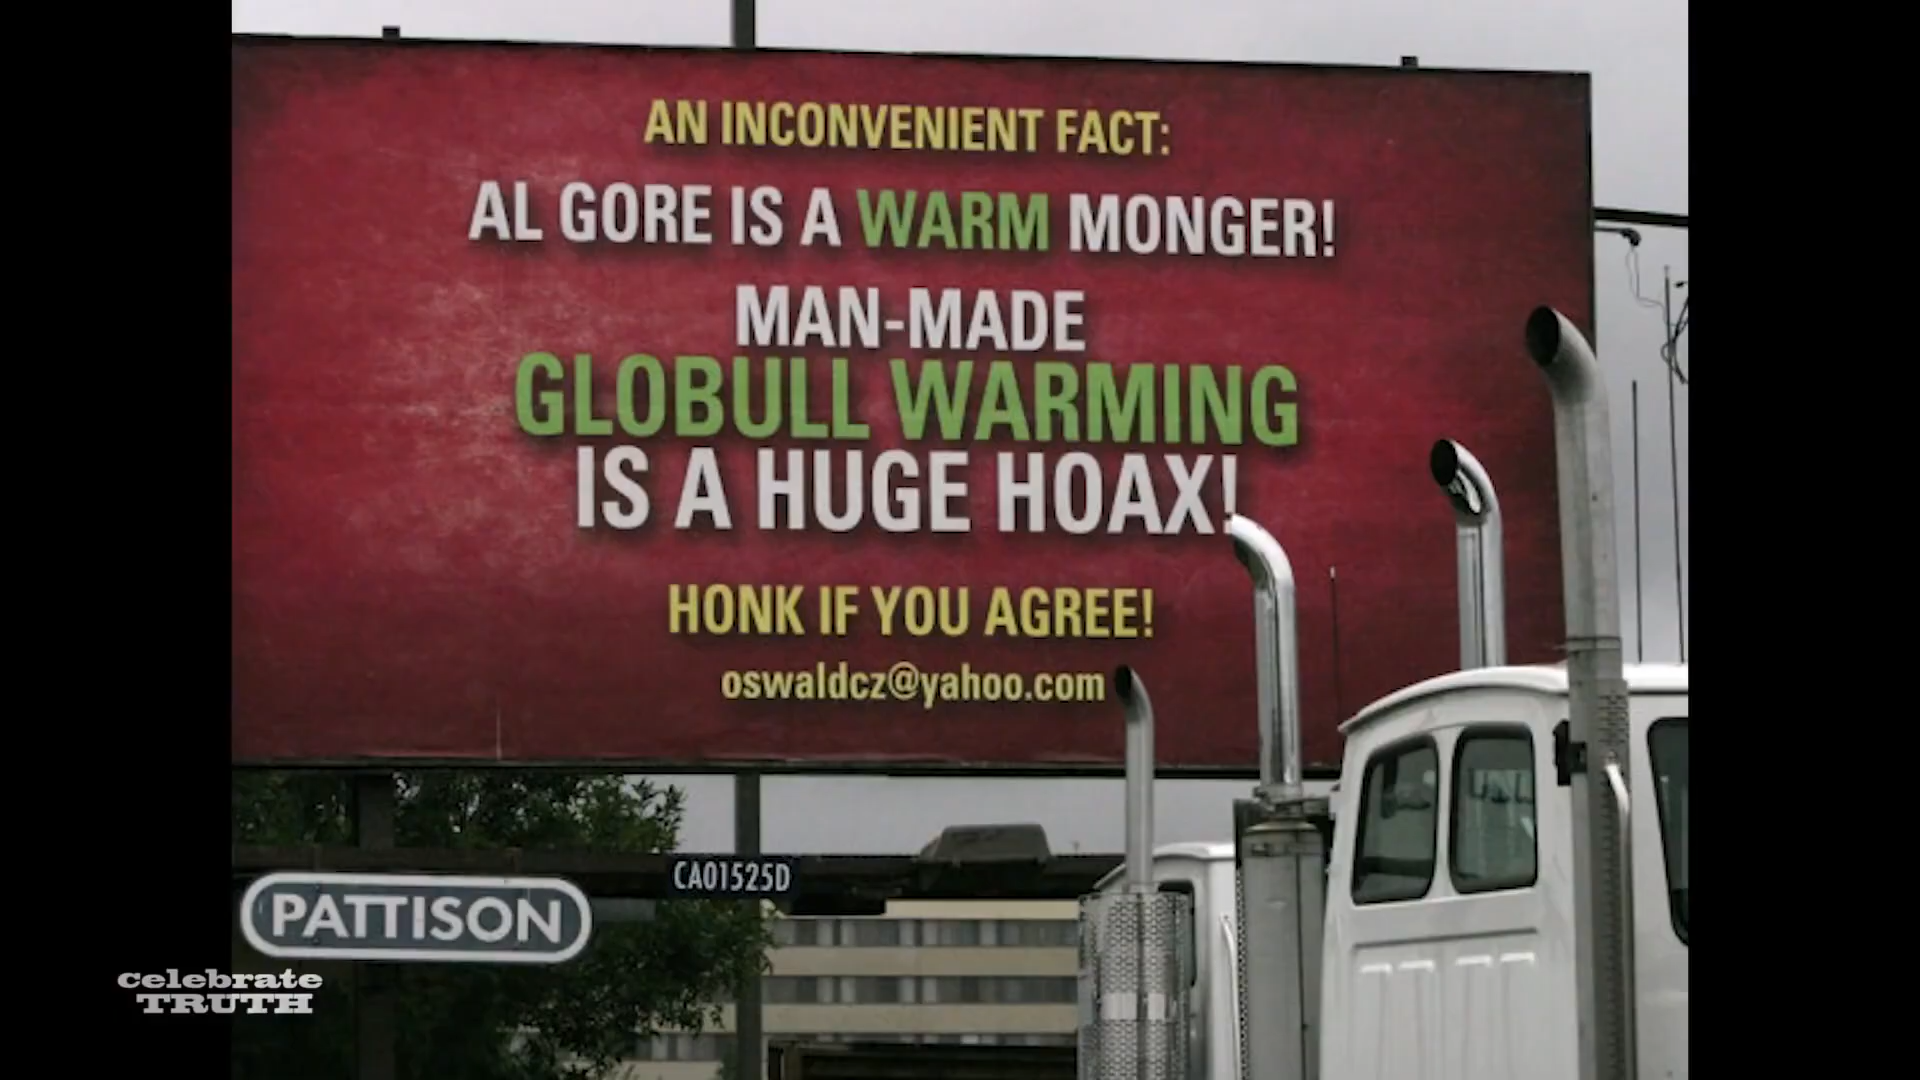 AN INCONVENIENT FACT:
AL GORE IS A WARM MONGER!
MAN-MADE
GLOBULL WARMING
IS A HUGE HOAX!
HONK IF YOU AGREE!
oswaldcz@yahoo.com
CA01525D
PATTISON
celebrate
TRUTH